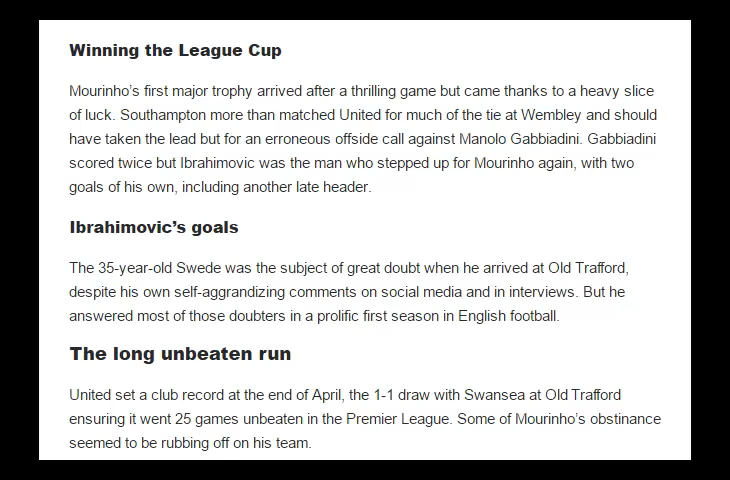 Winning the League Cup
Mourinho’s first major trophy arrived after a thrilling game but came thanks to a heavy slice
of luck. Southampton more than matched United for much of the tie at Wembley and should
have taken the lead but for an erroneous offside call against Manolo Gabbiadini. Gabbiadini
scored twice but Ibrahimovic was the man who stepped up for Mourinho again, with two
goals of his own, including another late header.
Ibrahimovic’s goals
The 35-year-old Swede was the subject of great doubt when he arrived at Old Trafford,
despite his own self-aggrandizing comments on social media and in interviews. But he
answered most of those doubters in a prolific first season in English football.
The long unbeaten run
United set a club record at the end of April, the 1-1 draw with Swansea at Old Trafford
ensuring it went 25 games unbeaten in the Premier League. Some of Mourinho’s obstinance
seemed to be rubbing off on his team.